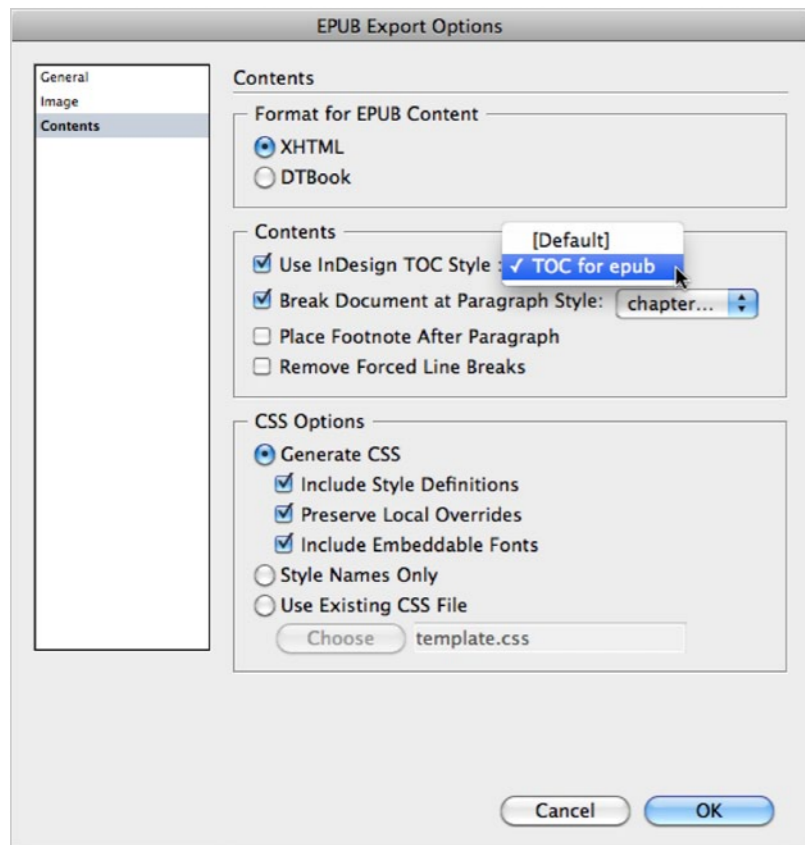 EPUB Export Options
General
Image
Contents
Contents
Format for EPUB Content
XHTML
DTBook
Contents
[Default]
Use InDesign TOC Style : ✓ TOC for epub
Break Document at Paragraph Style: chapter...
Place Footnote After Paragraph
Remove Forced Line Breaks
CSS Options
Generate CSS
Include Style Definitions
Preserve Local Overrides
Include Embeddable Fonts
Style Names Only
Use Existing CSS File
Choose template.css
Cancel OK